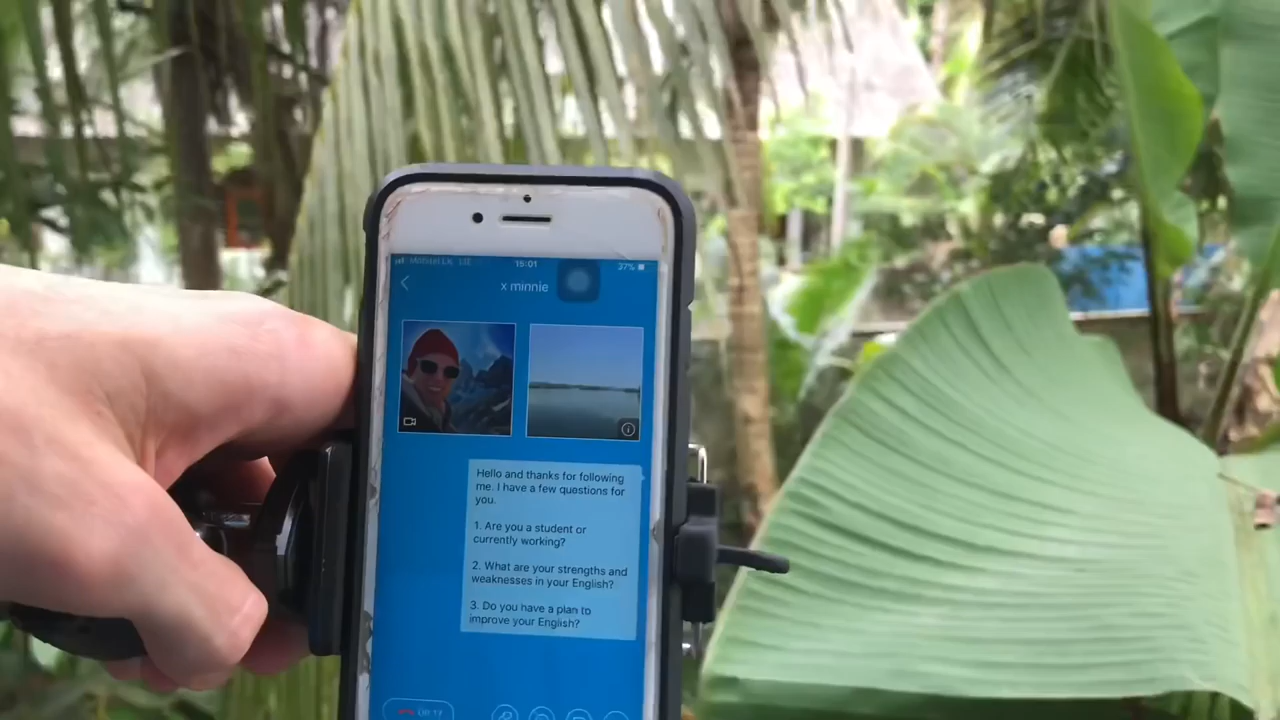 15:01
37%
x minnie
Hello and thanks for following
me. I have a few questions for
you.
1. Are you a student or
currently working?
2. What are your strengths and
weaknesses in your English?
3. Do you have a plan to
improve your English?